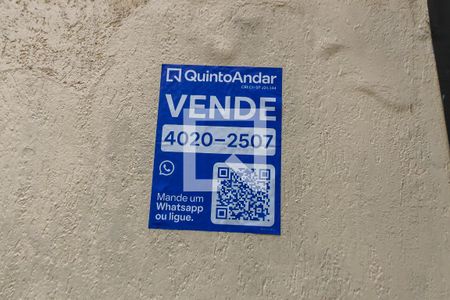 QuintoAndar
VENDE
4020-2507
Mande um
Whatsapp
ou ligue.